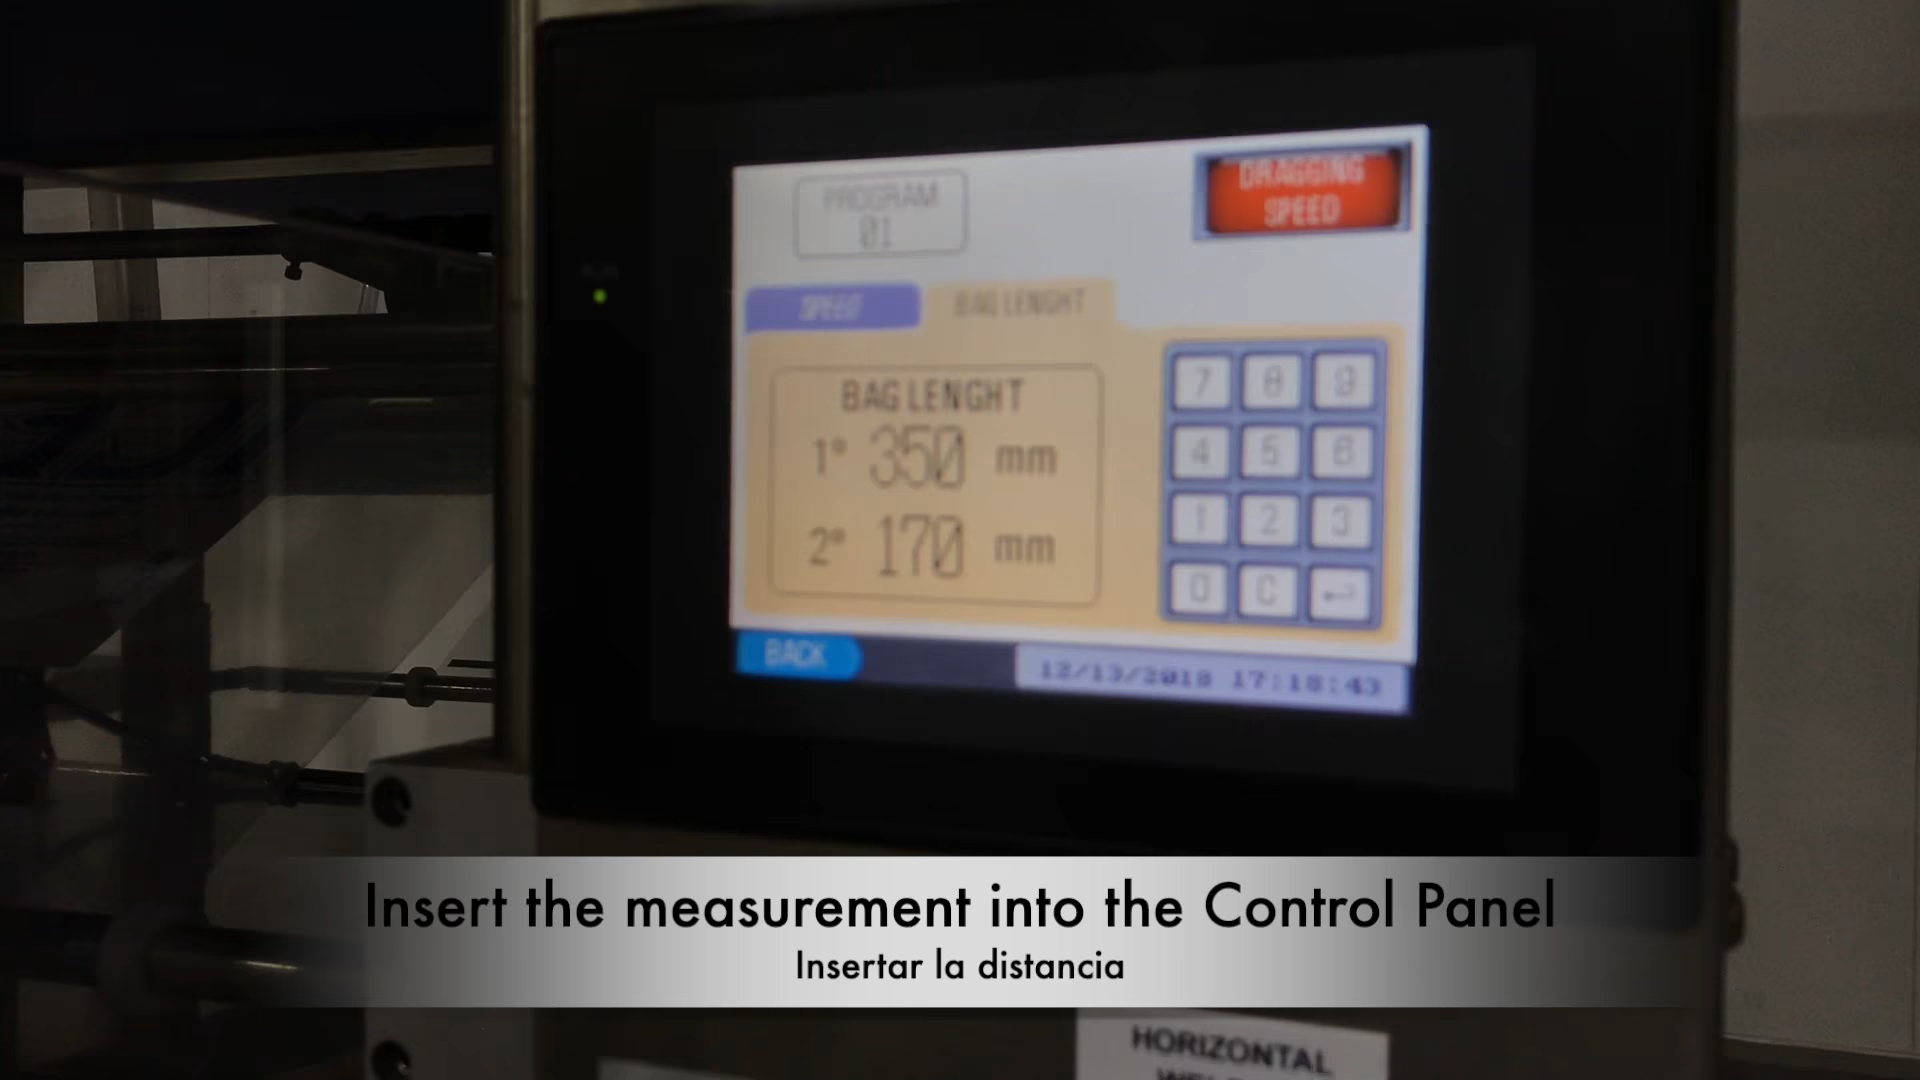 PROGRAM
01
DRAGGING
SPEED
SPEED
BAG LENGHT
BAG LENGHT
1° 350 mm
2° 170 mm
7 8 9
4 5 6
1 2 3
0 C
BACK
12/13/2018 17:18:43
Insert the measurement into the Control Panel
Insertar la distancia
HORIZONTAL